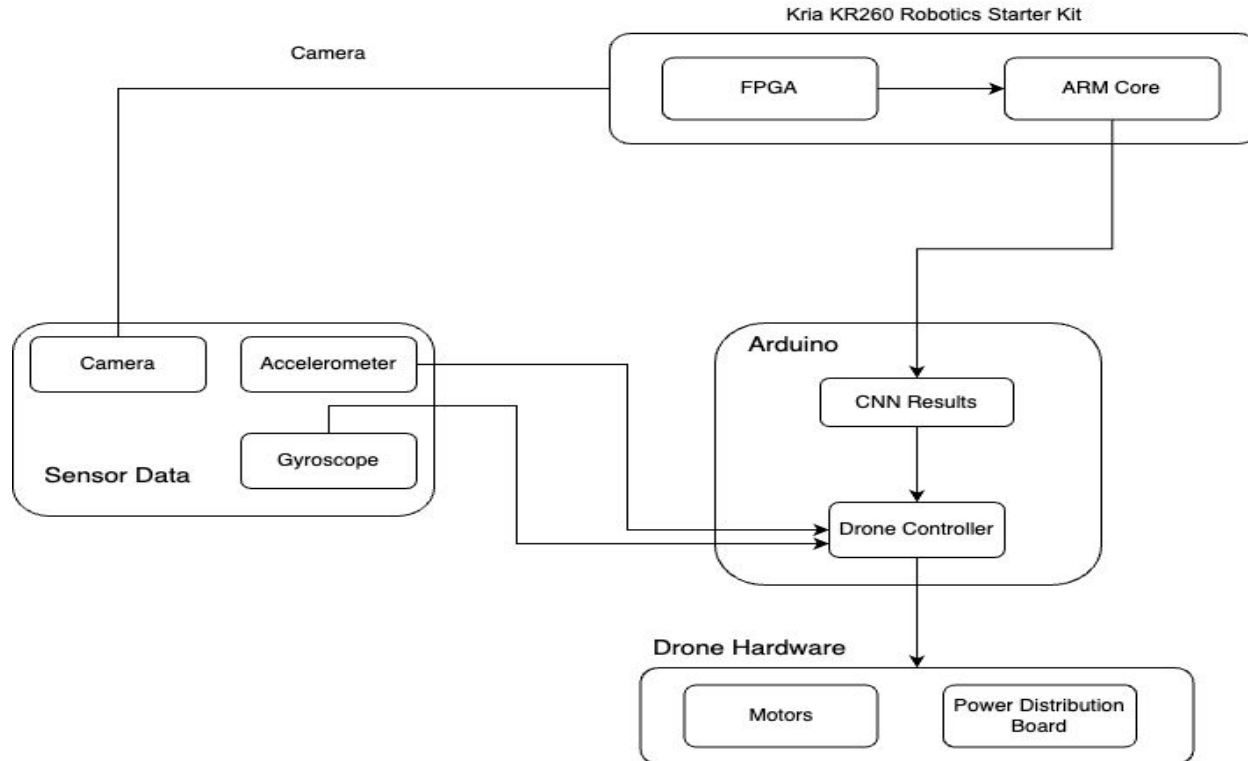 Kria KR260 Robotics Starter Kit
Camera
FPGA
ARM Core
Camera
Accelerometer
Gyroscope
Sensor Data
Arduino
CNN Results
Drone Controller
Drone Hardware
Motors
Power Distribution
Board